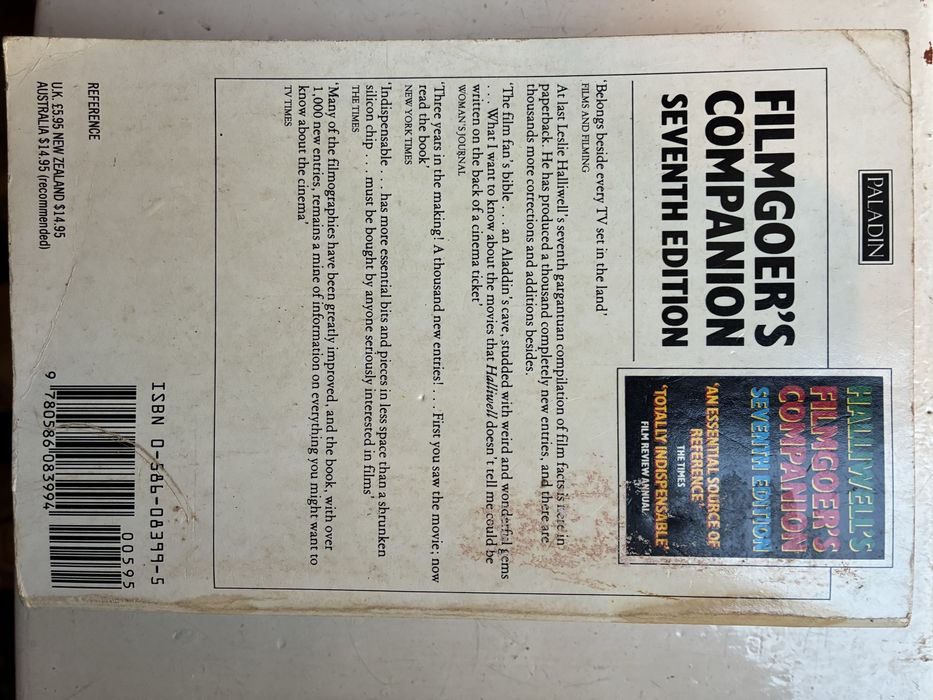 PALADIN
FILMGOER'S
COMPANION
SEVENTH EDITION
HALLIWELL'S
FILMGOER'S
COMPANION
SEVENTH EDITION
'AN ESSENTIAL SOURCE OF
REFERENCE'
THE TIMES
'TOTALLY INDISPENSABLE'
FILM REVIEW ANNUAL
'Belongs beside every TV set in the land'
FILMS AND FILMING
At last Leslie Halliwell's seventh gargantuan compilation of film facts is here in
paperback. He has produced a thousand completely new entries, and there are
thousands more corrections and additions besides.
'The film fan's bible . . . an Aladdin's cave, studded with weird and wonderful gems
. . . What I want to know about the movies that Halliwell doesn't tell me could be
written on the back of a cinema ticket'
WOMAN'S JOURNAL
'Three years in the making! A thousand new entries! . . . First you saw the movie; now
read the book'
NEW YORK TIMES
'Indispensable . . . has more essential bits and pieces in less space than a shrunken
silicon chip . . . must be bought by anyone seriously interested in films'
THE TIMES
'Many of the filmographies have been greatly improved, and the book, with over
1,000 new entries, remains a mine of information on everything you might want to
know about the cinema'
TV TIMES
REFERENCE
U.K. £5.95 NEW ZEALAND $14.95
AUSTRALIA $14.95 (recommended)
ISBN 0-586-08399-5
00595
9 780586 083994